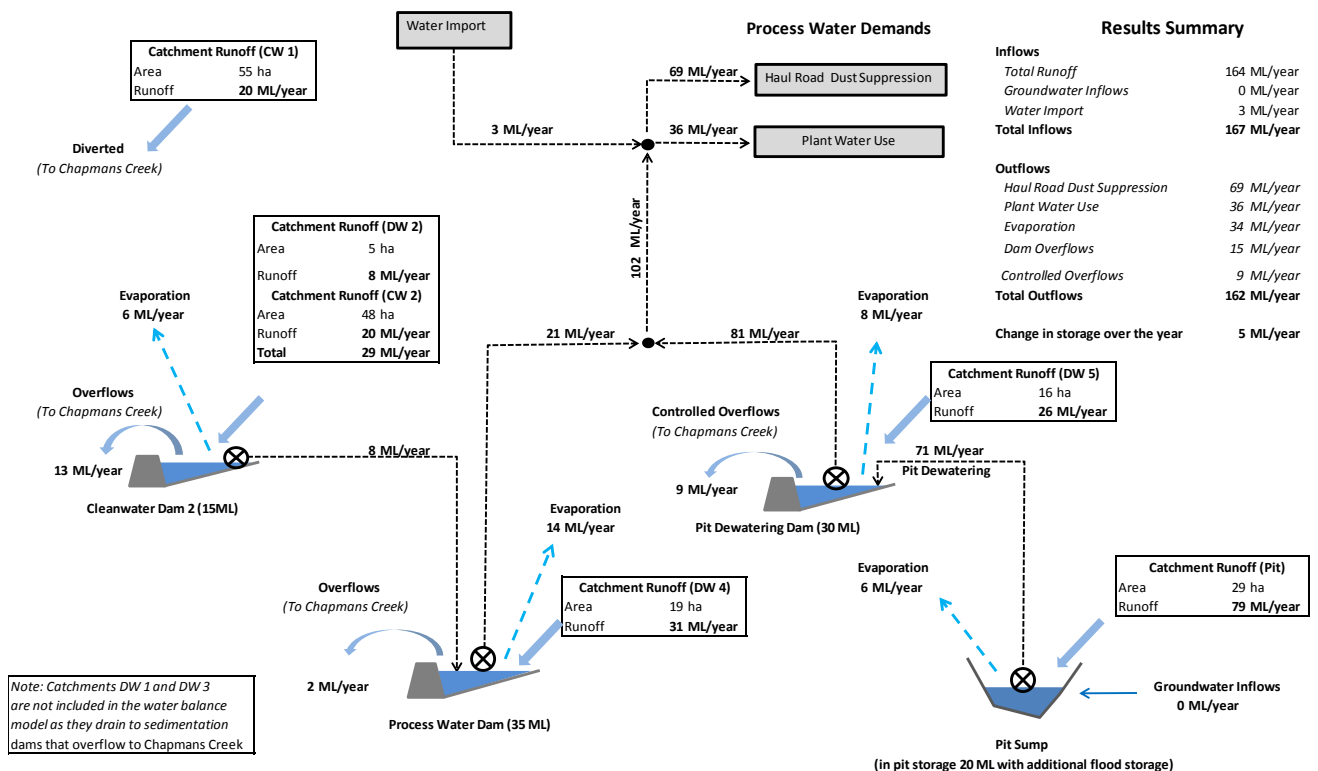 Water Import
Process Water Demands
Results Summary
Catchment Runoff (CW 1)
Area 55 ha
Runoff 20 ML/year
Diverted
(To Chapmans Creek)
69 ML/year
Haul Road Dust Suppression
3 ML/year
36 ML/year
Plant Water Use
102 ML/year
Inflows
Total Runoff 164 ML/year
Groundwater Inflows 0 ML/year
Water Import 3 ML/year
Total Inflows 167 ML/year
Outflows
Haul Road Dust Suppression 69 ML/year
Plant Water Use 36 ML/year
Evaporation 34 ML/year
Dam Overflows 15 ML/year
Controlled Overflows 9 ML/year
Total Outflows 162 ML/year
Change in storage over the year 5 ML/year
Catchment Runoff (DW 2)
Area 5 ha
Runoff 8 ML/year
Catchment Runoff (CW 2)
Area 48 ha
Runoff 20 ML/year
Total 29 ML/year
Evaporation
6 ML/year
Overflows
(To Chapmans Creek)
13 ML/year
Cleanwater Dam 2 (15ML)
8 ML/year
21 ML/year
81 ML/year
Evaporation
8 ML/year
Catchment Runoff (DW 5)
Area 16 ha
Runoff 26 ML/year
Controlled Overflows
(To Chapmans Creek)
9 ML/year
71 ML/year
Pit Dewatering
Pit Dewatering Dam (30 ML)
Evaporation
14 ML/year
Overflows
(To Chapmans Creek)
2 ML/year
Catchment Runoff (DW 4)
Area 19 ha
Runoff 31 ML/year
Process Water Dam (35 ML)
Evaporation
6 ML/year
Catchment Runoff (Pit)
Area 29 ha
Runoff 79 ML/year
Groundwater Inflows
0 ML/year
Pit Sump
(in pit storage 20 ML with additional flood storage)
Note: Catchments DW 1 and DW 3
are not included in the water balance
model as they drain to sedimentation
dams that overflow to Chapmans Creek